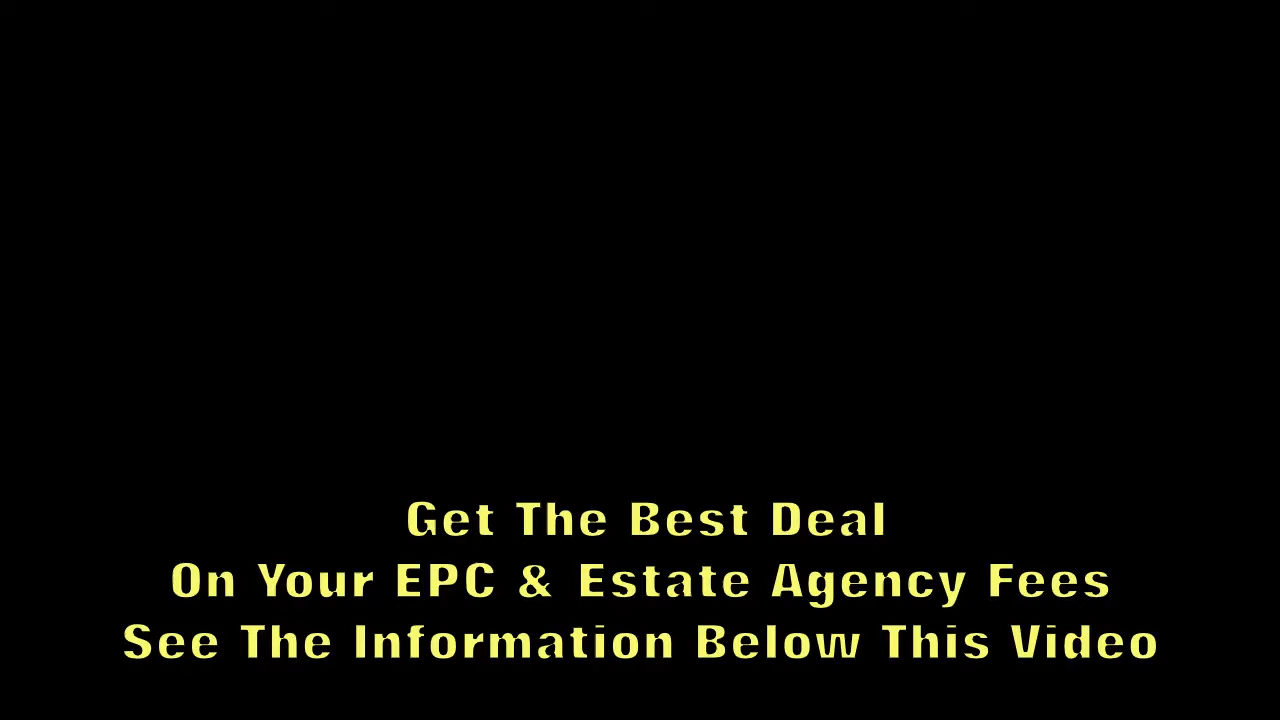 Get The Best Deal
On Your EPC & Estate Agency Fees
See The Information Below This Video